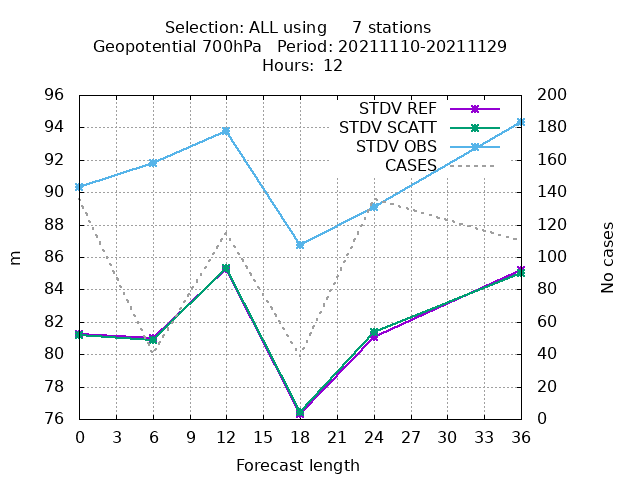 Selection: ALL using     7 stations
Geopotential 700hPa   Period: 20211110-20211129
Hours:  12
STDV REF
STDV SCATT
STDV OBS
CASES
96
94
92
90
88
86
84
82
80
78
76
m
200
180
160
140
120
100
80
60
40
20
0
No cases
0 3 6 9 12 15 18 21 24 27 30 33 36
Forecast length